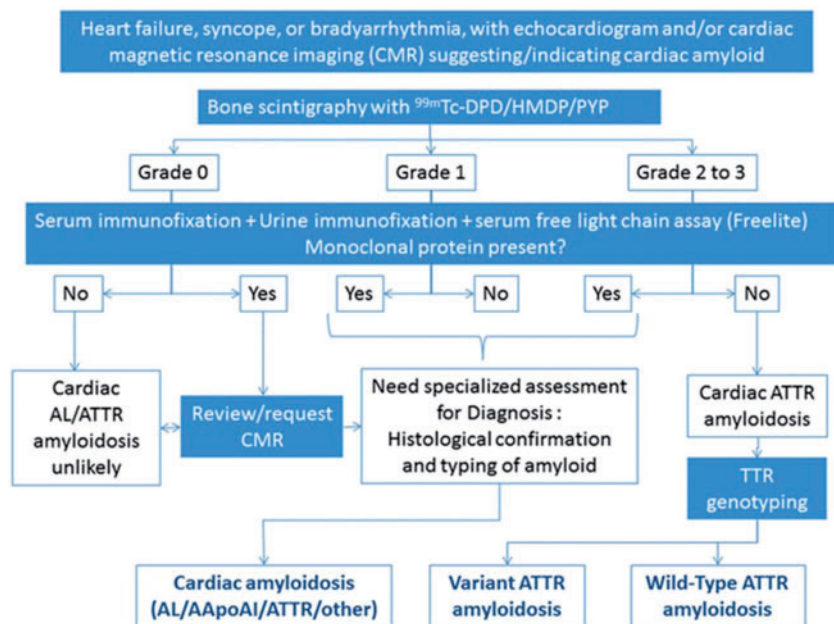 Heart failure, syncope, or bradyarrhythmia, with echocardiogram and/or cardiac
magnetic resonance imaging (CMR) suggesting/indicating cardiac amyloid
Bone scintigraphy with ⁹⁹ᵐTc-DPD/HMDP/PYP
Grade 0
Grade 1
Grade 2 to 3
Serum immunofixation + Urine immunofixation + serum free light chain assay (Freelite)
Monoclonal protein present?
No
Yes
Yes
No
Yes
No
Cardiac
AL/ATTR
amyloidosis
unlikely
Review/request
CMR
Need specialized assessment
for Diagnosis :
Histological confirmation
and typing of amyloid
Cardiac ATTR
amyloidosis
TTR
genotyping
Cardiac amyloidosis
(AL/AApoAI/ATTR/other)
Variant ATTR
amyloidosis
Wild-Type ATTR
amyloidosis